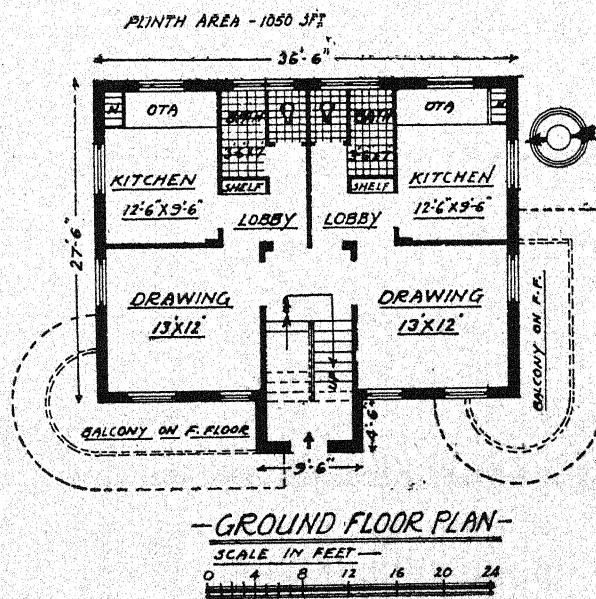 PLINTH AREA - 1050 SFT
36'-6"
OTA
BATH
BATH
OTA
KITCHEN
12'-6"X9'-6"
SHELF
SHELF
KITCHEN
12'-6"X9'-6"
LOBBY
LOBBY
27'-6"
DRAWING
13'X12'
DRAWING
13'X12'
UP
BALCONY ON F.F.
BALCONY ON F. FLOOR
4'-6"
9'-6"
-GROUND FLOOR PLAN-
SCALE IN FEET
0 4 8 12 16 20 24